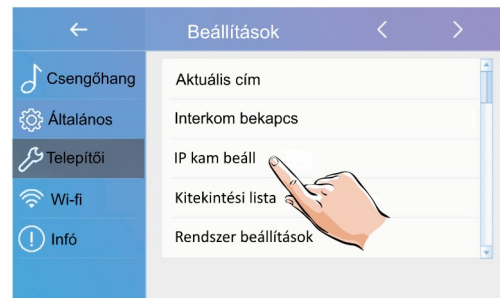 Beállítások
Csengőhang
Általános
Telepítői
Wi-fi
Infó
Aktuális cím
Interkom bekapcs
IP kam beáll
Kitekintési lista
Rendszer beállítások